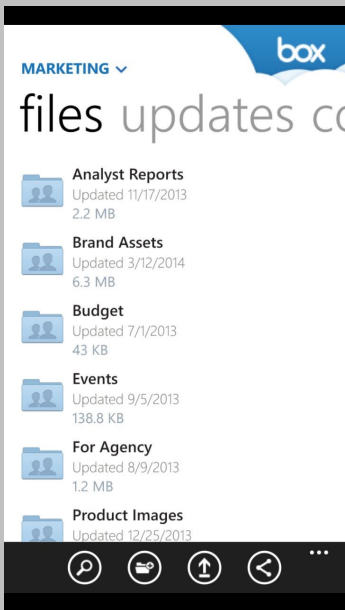 box
MARKETING
files updates co
Analyst Reports
Updated 11/17/2013
2.2 MB
Brand Assets
Updated 3/12/2014
6.3 MB
Budget
Updated 7/1/2013
43 KB
Events
Updated 9/5/2013
138.8 KB
For Agency
Updated 8/9/2013
1.2 MB
Product Images
Updated 12/25/2013
...